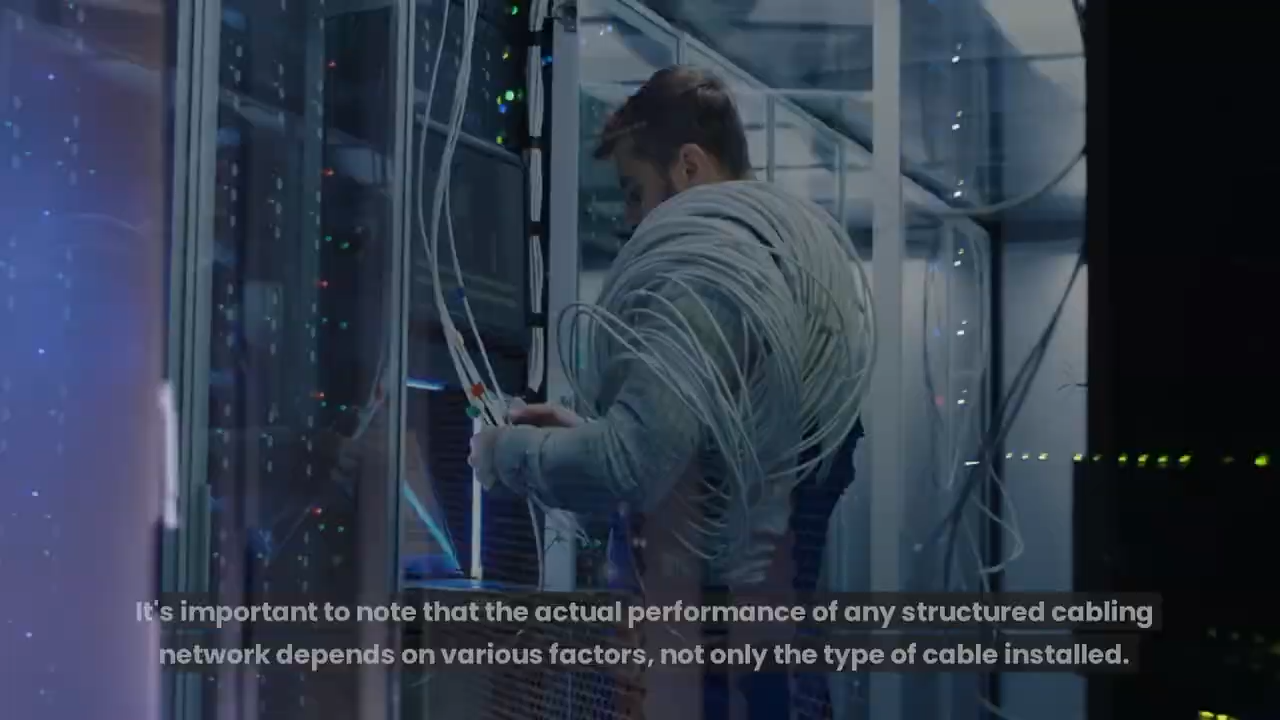 It's important to note that the actual performance of any structured cabling
network depends on various factors, not only the type of cable installed.